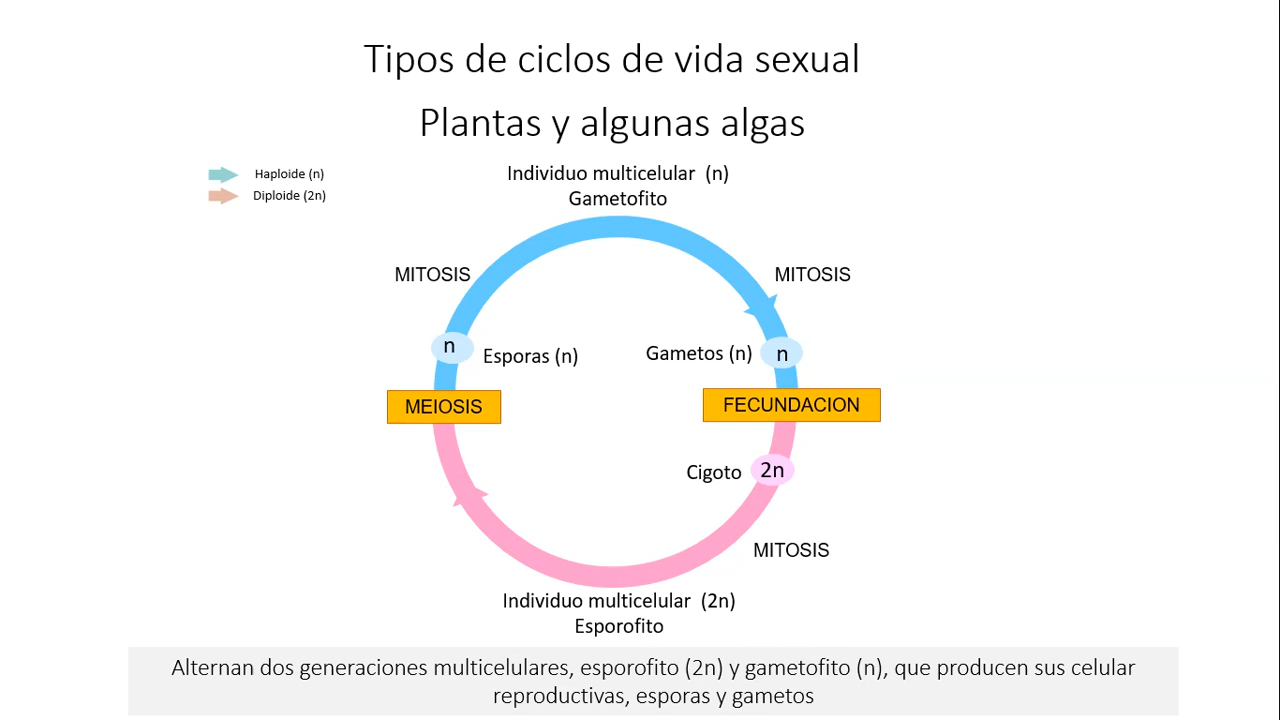 Tipos de ciclos de vida sexual
Plantas y algunas algas
Haploide (n)
Diploide (2n)
Individuo multicelular (n)
Gametofito
MITOSIS
MITOSIS
n
Esporas (n)
Gametos (n)
n
MEIOSIS
FECUNDACION
Cigoto
2n
MITOSIS
Individuo multicelular (2n)
Esporofito
Alternan dos generaciones multicelulares, esporofito (2n) y gametofito (n), que producen sus celular
reproductivas, esporas y gametos